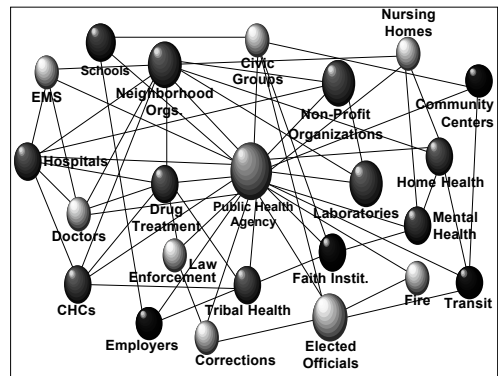 Nursing
Homes
Civic
Groups
Schools
EMS
Neighborhood
Orgs.
Non-Profit
Organizations
Community
Centers
Hospitals
Public Health
Agency
Home Health
Drug
Treatment
Laboratories
Doctors
Mental
Health
Law
Enforcement
Faith Instit.
CHCs
Tribal Health
Fire
Transit
Employers
Corrections
Elected
Officials